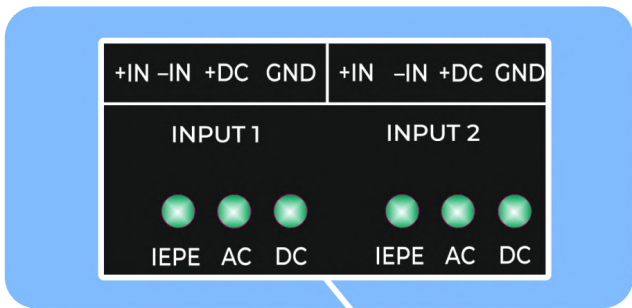 +IN –IN +DC GND +IN –IN +DC GND
INPUT 1 INPUT 2
IEPE AC DC IEPE AC DC